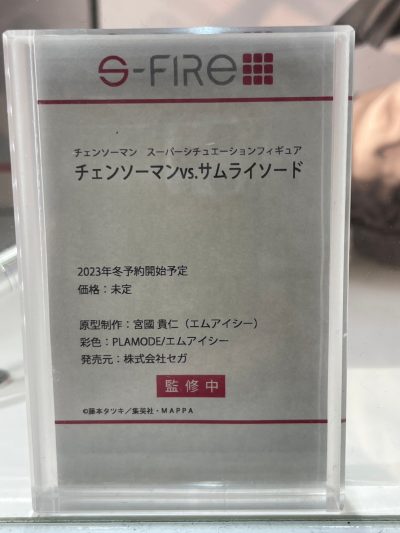 S-FIRE
チェンソーマン スーパーシチュエーションフィギュア
チェンソーマンvs.サムライソード
2023年冬予約開始予定
価格：未定
原型制作：宮國 貴仁（エムアイシー）
彩色：PLAMODE/エムアイシー
発売元：株式会社セガ
監修中
©藤本タツキ／集英社・MAPPA